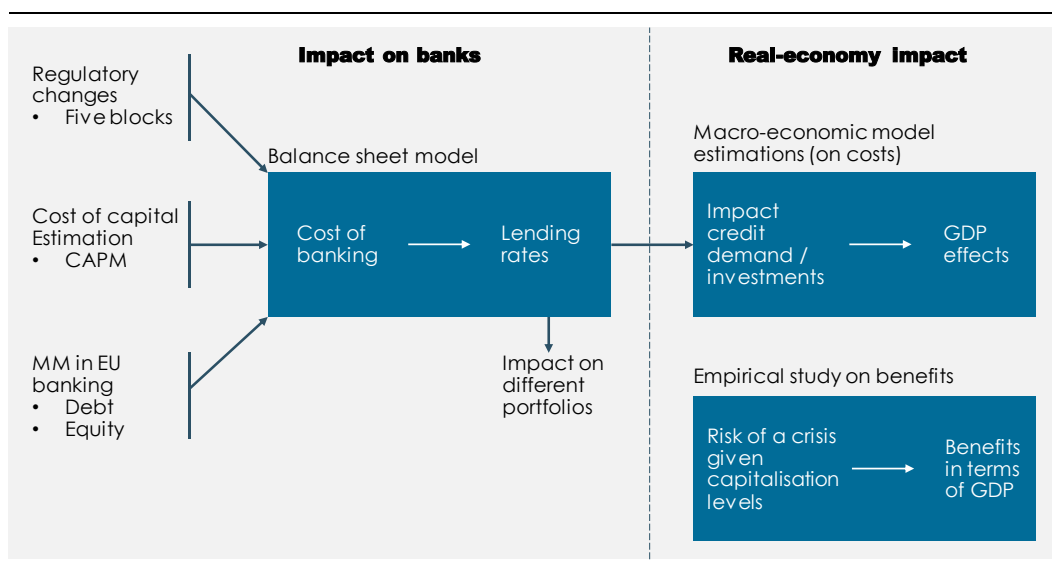 Impact on banks
Real-economy impact
Regulatory
changes
• Five blocks
Cost of capital
Estimation
• CAPM
MM in EU
banking
• Debt
• Equity
Balance sheet model
Cost of
banking
Lending
rates
Impact on
different
portfolios
Macro-economic model
estimations (on costs)
Impact
credit
demand /
investments
GDP
effects
Empirical study on benefits
Risk of a crisis
given
capitalisation
levels
Benefits
in terms
of GDP